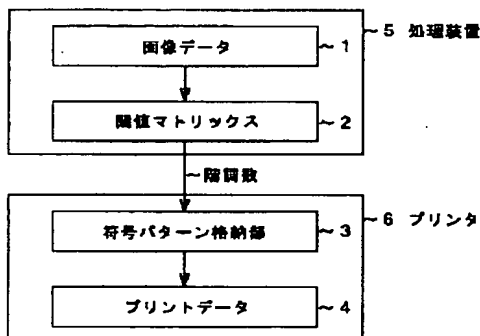 画像データ ~1
~5 処理装置
閾値マトリックス ~2
~階調数
符号パターン格納部 ~3
~6 プリンタ
プリントデータ ~4